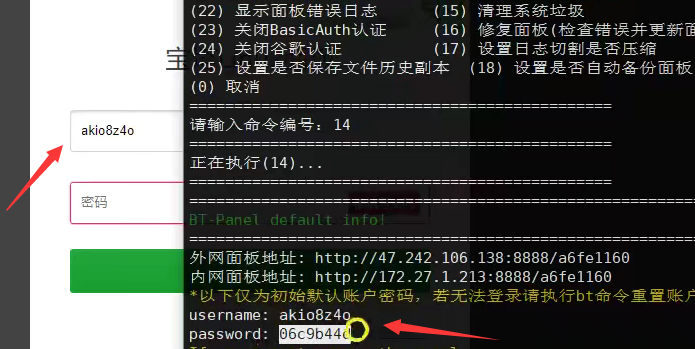 (22) 显示面板错误日志 (15) 清理系统垃圾
(23) 关闭BasicAuth认证 (16) 修复面板(检查错误并更新面
(24) 关闭谷歌认证 (17) 设置日志切割是否压缩
(25) 设置是否保存文件历史副本 (18) 设置是否自动备份面板
(0) 取消
===============================================
请输入命令编号：14
===============================================
正在执行(14)...
===============================================
==================================================================
BT-Panel default info!
==================================================================
外网面板地址: http://47.242.106.138:8888/a6fe1160
内网面板地址: http://172.27.1.213:8888/a6fe1160
*以下仅为初始默认账户密码，若无法登录请执行bt命令重置账户
username: akio8z4o
password: 06c9b44d
宝
akio8z4o
密码